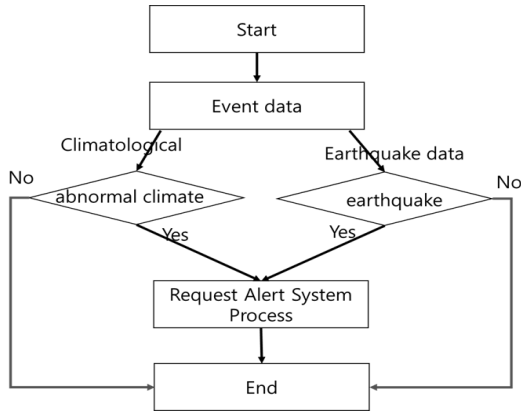 Start
Event data
Climatological
Earthquake data
No
abnormal climate
earthquake
No
Yes
Yes
Request Alert System
Process
End